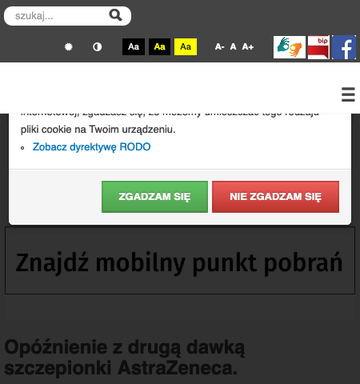 szukaj...
Aa Aa Aa A- A A+ bip f
internetowej, zgadzasz się, że możemy umieszczać tego rodzaju
pliki cookie na Twoim urządzeniu.
Zobacz dyrektywę RODO
ZGADZAM SIĘ NIE ZGADZAM SIĘ
Znajdź mobilny punkt pobrań
Opóźnienie z drugą dawką
szczepionki AstraZeneca.